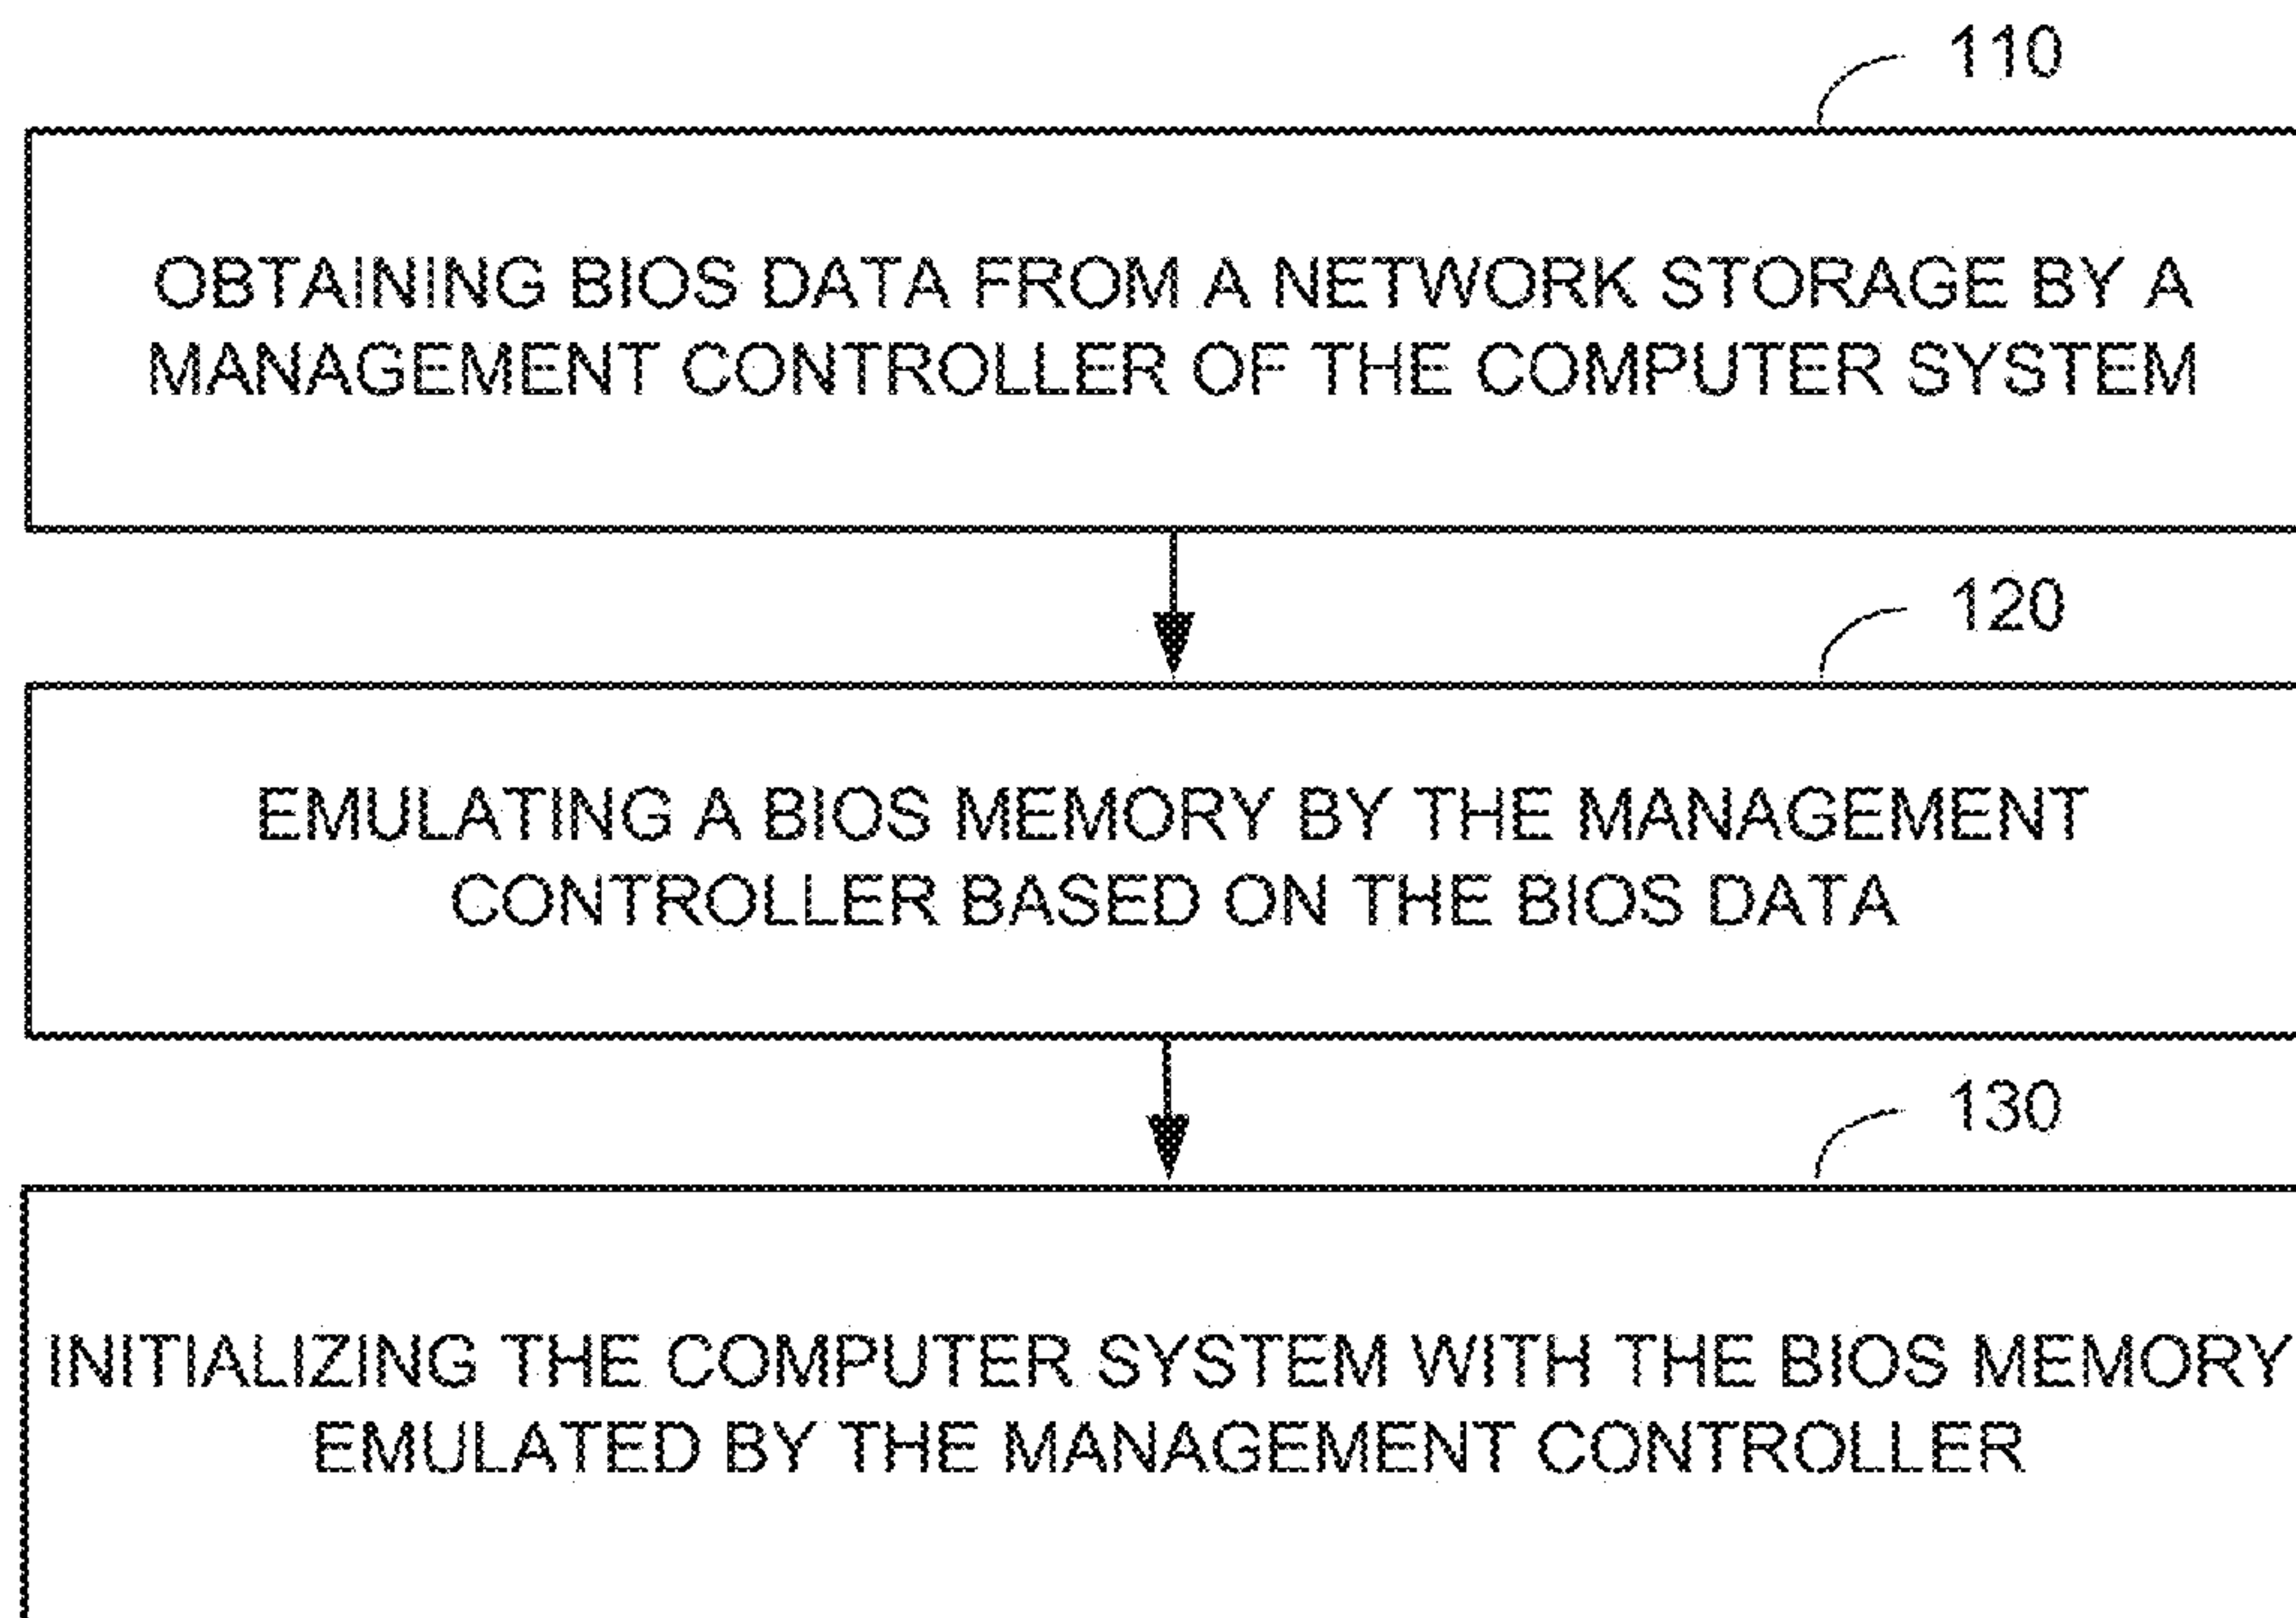 110
OBTAINING BIOS DATA FROM A NETWORK STORAGE BY A
MANAGEMENT CONTROLLER OF THE COMPUTER SYSTEM
120
EMULATING A BIOS MEMORY BY THE MANAGEMENT
CONTROLLER BASED ON THE BIOS DATA
130
INITIALIZING THE COMPUTER SYSTEM WITH THE BIOS MEMORY
EMULATED BY THE MANAGEMENT CONTROLLER